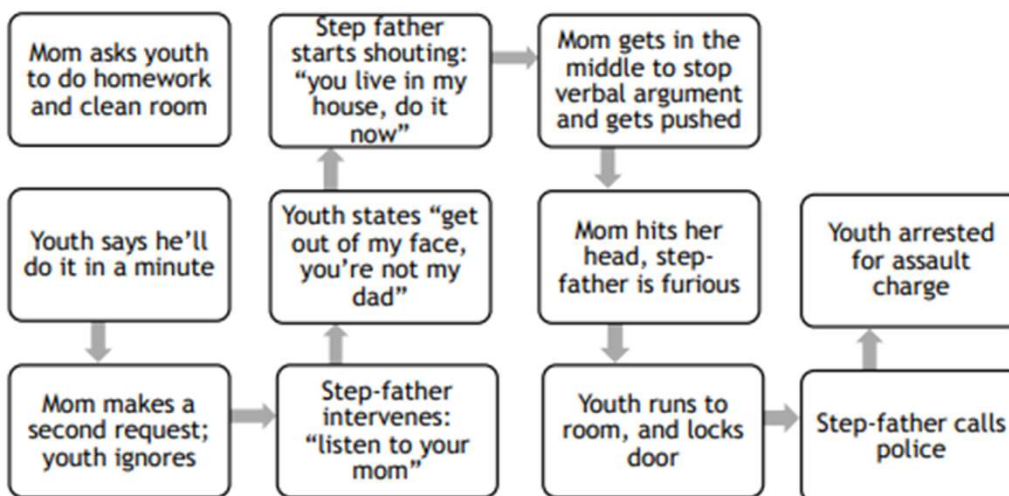 Mom asks youth
to do homework
and clean room
Youth says he'll
do it in a minute
Mom makes a
second request;
youth ignores
Step-father
intervenes:
“listen to your
mom”
Youth states “get
out of my face,
you're not my
dad”
Step father
starts shouting:
“you live in my
house, do it
now”
Mom gets in the
middle to stop
verbal argument
and gets pushed
Mom hits her
head, step-
father is furious
Youth runs to
room, and locks
door
Step-father calls
police
Youth arrested
for assault
charge